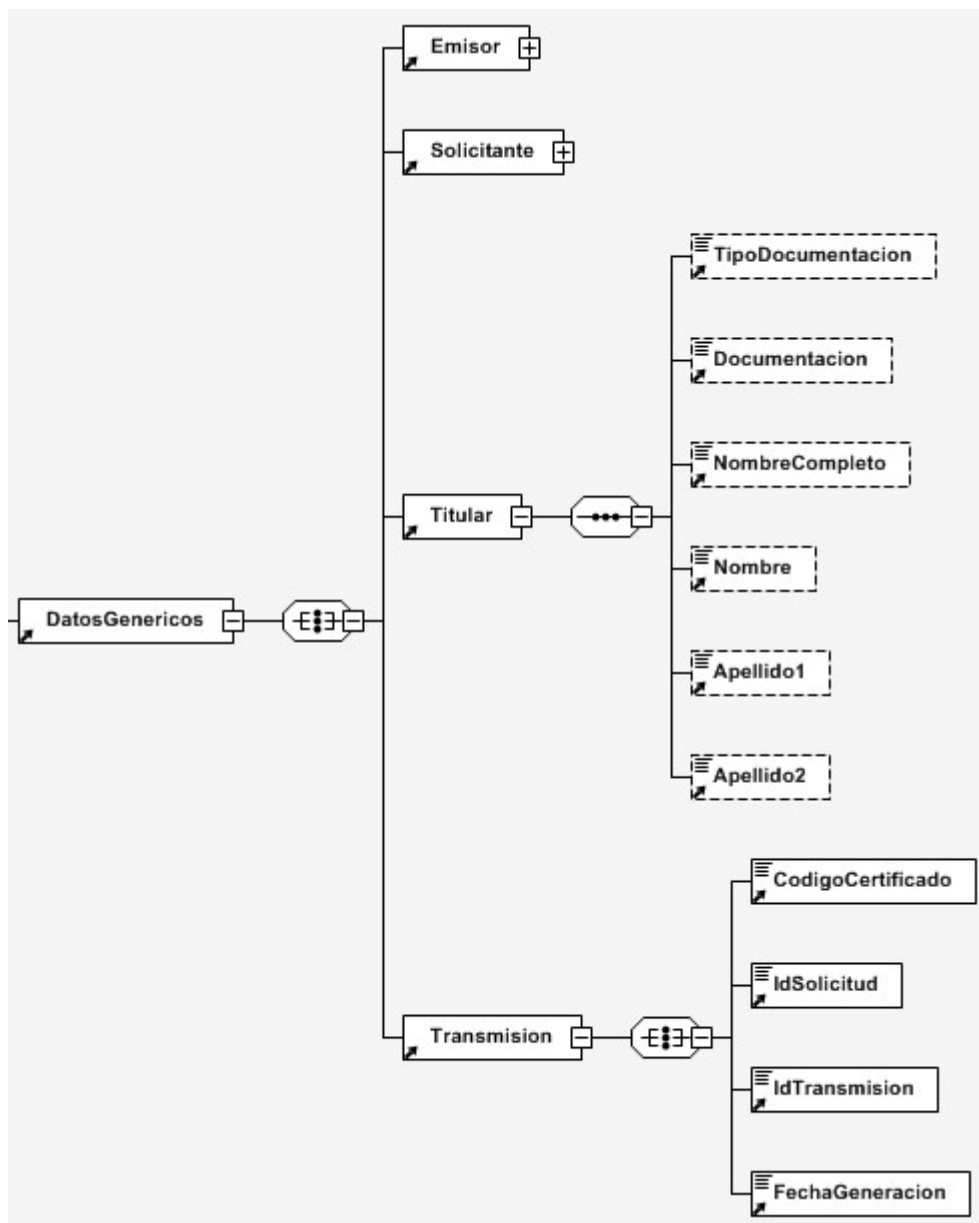 Emisor
Solicitante
TipoDocumentacion
Documentacion
NombreCompleto
Titular
Nombre
DatosGenericos
Apellido1
Apellido2
CodigoCertificado
IdSolicitud
Transmision
IdTransmision
FechaGeneracion